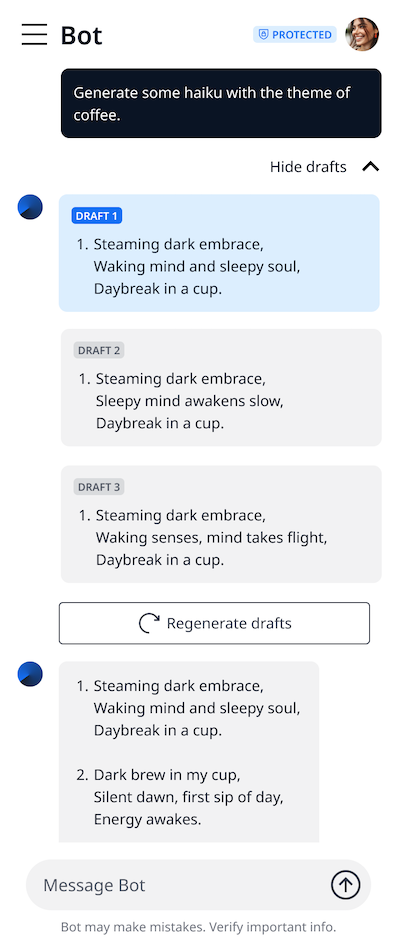 Bot
PROTECTED
Generate some haiku with the theme of
coffee.
Hide drafts
DRAFT 1
1. Steaming dark embrace,
Waking mind and sleepy soul,
Daybreak in a cup.
DRAFT 2
1. Steaming dark embrace,
Sleepy mind awakens slow,
Daybreak in a cup.
DRAFT 3
1. Steaming dark embrace,
Waking senses, mind takes flight,
Daybreak in a cup.
Regenerate drafts
1. Steaming dark embrace,
Waking mind and sleepy soul,
Daybreak in a cup.
2. Dark brew in my cup,
Silent dawn, first sip of day,
Energy awakes.
Message Bot
Bot may make mistakes. Verify important info.